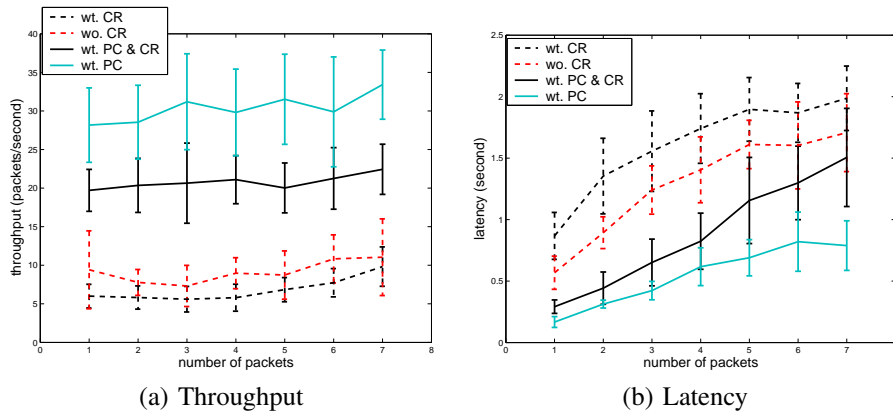 wt. CR
wo. CR
wt. PC & CR
wt. PC
throughput (packets/second)
40
35
30
25
20
15
10
5
0
0 1 2 3 4 5 6 7 8
number of packets
(a) Throughput
wt. CR
wo. CR
wt. PC & CR
wt. PC
latency (second)
2.5
2
1.5
1
0.5
0
0 1 2 3 4 5 6 7
number of packets
(b) Latency